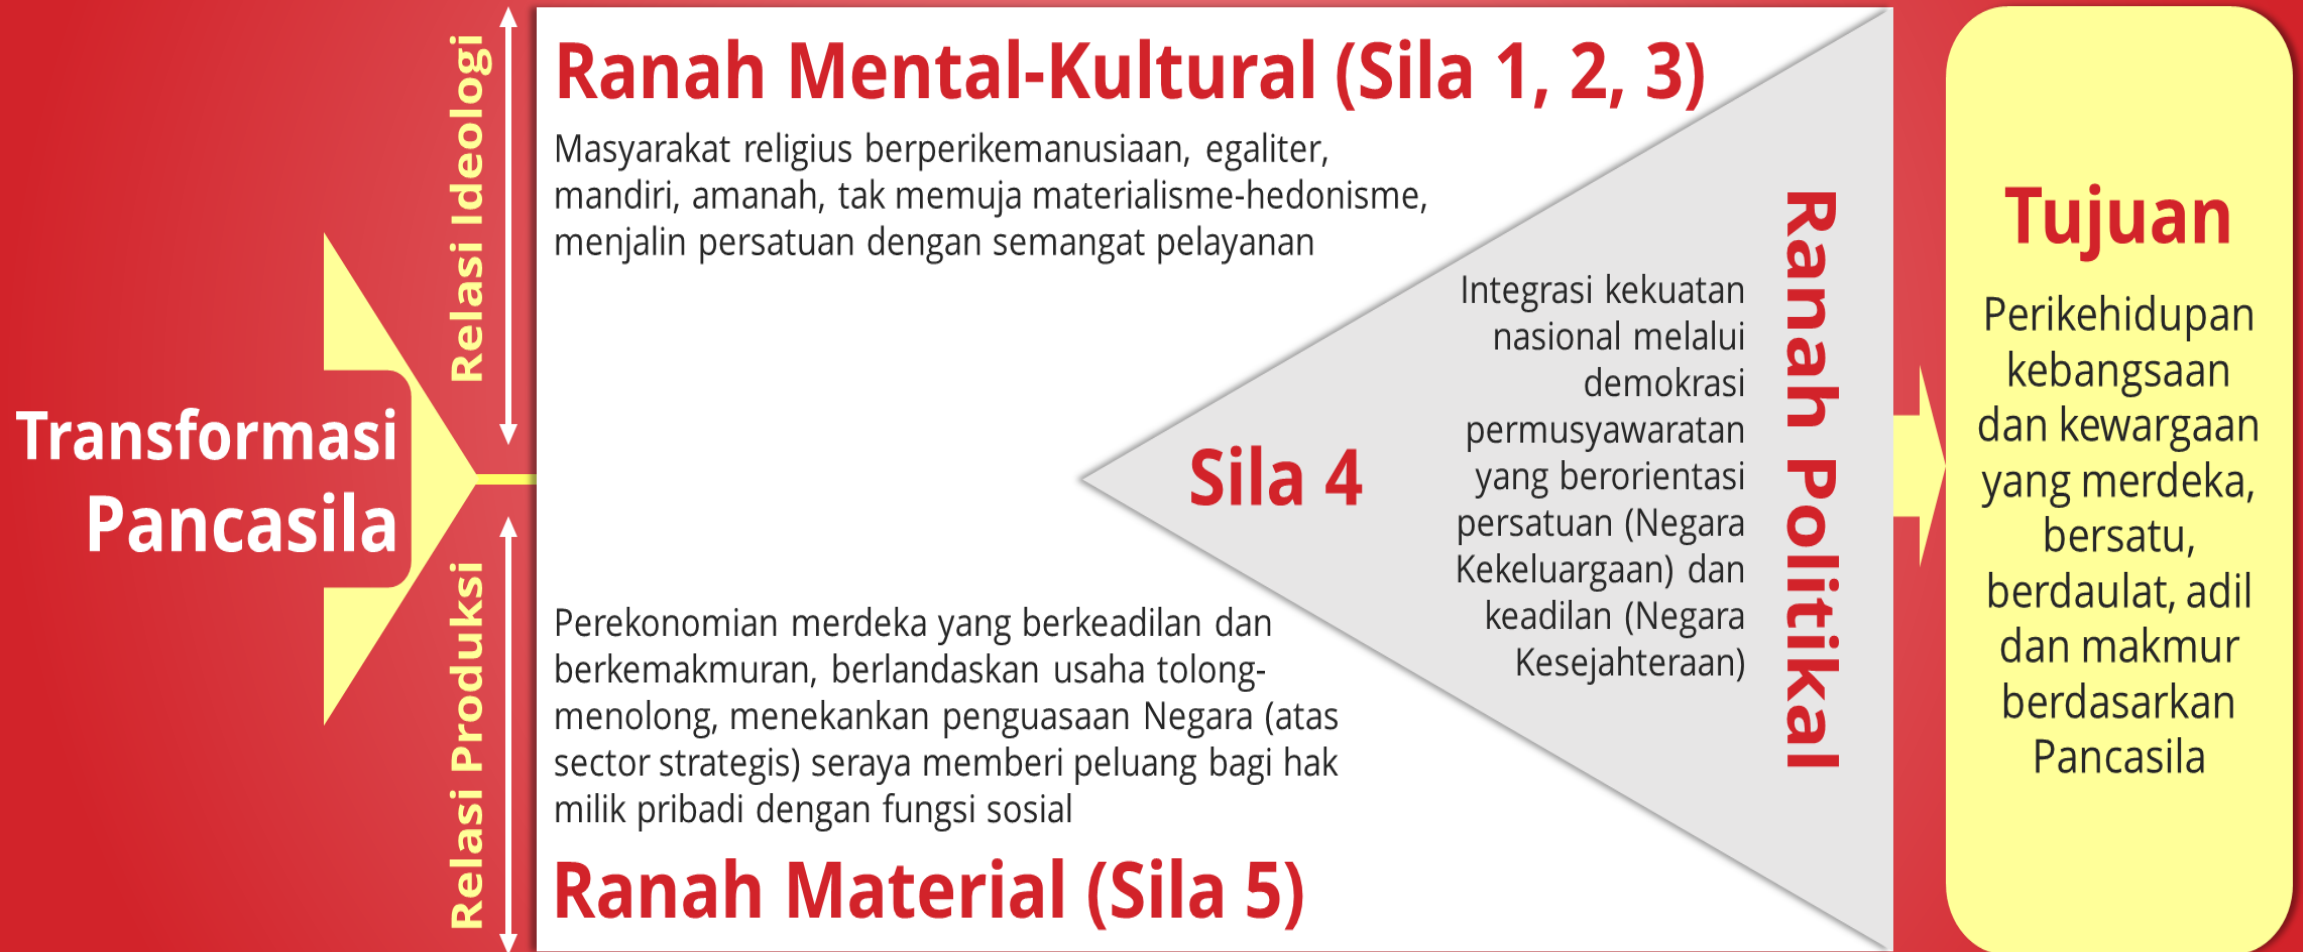 Transformasi
Pancasila
Relasi Ideologi
Relasi Produksi
Ranah Mental-Kultural (Sila 1, 2, 3)
Masyarakat religius berperikemanusiaan, egaliter,
mandiri, amanah, tak memuja materialisme-hedonisme,
menjalin persatuan dengan semangat pelayanan
Sila 4
Integrasi kekuatan
nasional melalui
demokrasi
permusyawaratan
yang berorientasi
persatuan (Negara
Kekeluargaan) dan
keadilan (Negara
Kesejahteraan)
Ranah Politikal
Perekonomian merdeka yang berkeadilan dan
berkemakmuran, berlandaskan usaha tolong-
menolong, menekankan penguasaan Negara (atas
sector strategis) seraya memberi peluang bagi hak
milik pribadi dengan fungsi sosial
Ranah Material (Sila 5)
Tujuan
Perikehidupan
kebangsaan
dan kewargaan
yang merdeka,
bersatu,
berdaulat, adil
dan makmur
berdasarkan
Pancasila